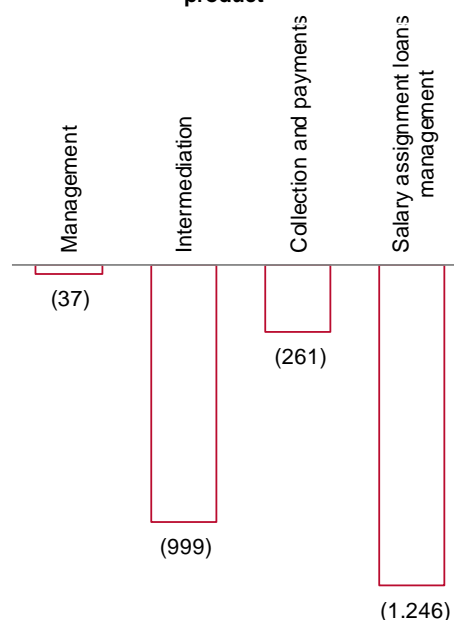 product
Management
Intermediation
Collection and payments
Salary assignment loans
management
(37)
(999)
(261)
(1.246)